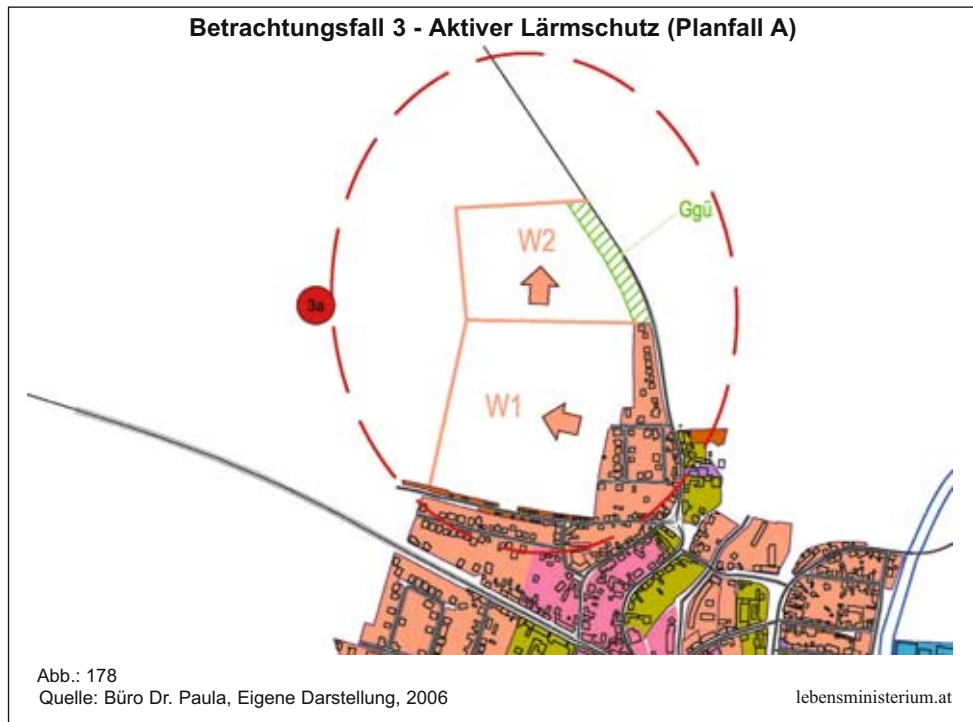 Betrachtungsfall 3 - Aktiver Lärmschutz (Planfall A)
Ggü
W2
3a
W1
Abb.: 178
Quelle: Büro Dr. Paula, Eigene Darstellung, 2006
lebensministerium.at